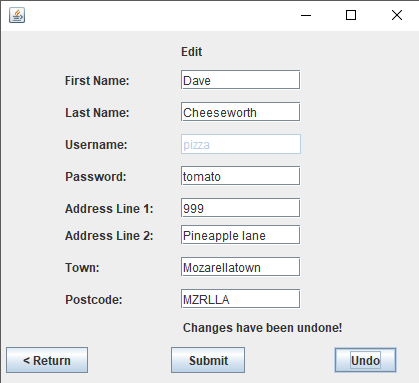 Edit
First Name: Dave
Last Name: Cheeseworth
Username: pizza
Password: tomato
Address Line 1: 999
Address Line 2: Pineapple lane
Town: Mozarellatown
Postcode: MZRLLA
Changes have been undone!
< Return Submit Undo